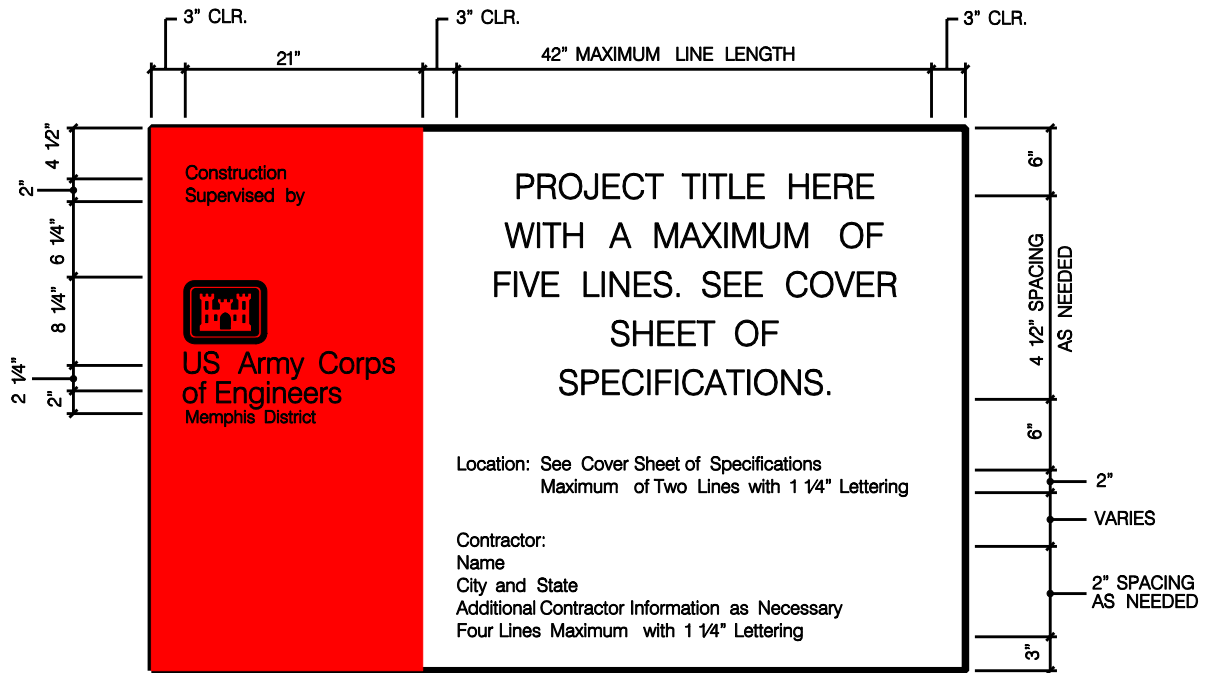 3” CLR.
3” CLR.
3” CLR.
21”
42” MAXIMUM LINE LENGTH
4 1/2”
2”
6 1/4”
8 1/4”
2 1/4”
2”
Construction
Supervised by
US Army Corps
of Engineers
Memphis District
PROJECT TITLE HERE
WITH A MAXIMUM OF
FIVE LINES. SEE COVER
SHEET OF
SPECIFICATIONS.
Location: See Cover Sheet of Specifications
Maximum of Two Lines with 1 1/4” Lettering
Contractor:
Name
City and State
Additional Contractor Information as Necessary
Four Lines Maximum with 1 1/4” Lettering
6”
4 1/2” SPACING
AS NEEDED
6”
2”
VARIES
2” SPACING
AS NEEDED
3”